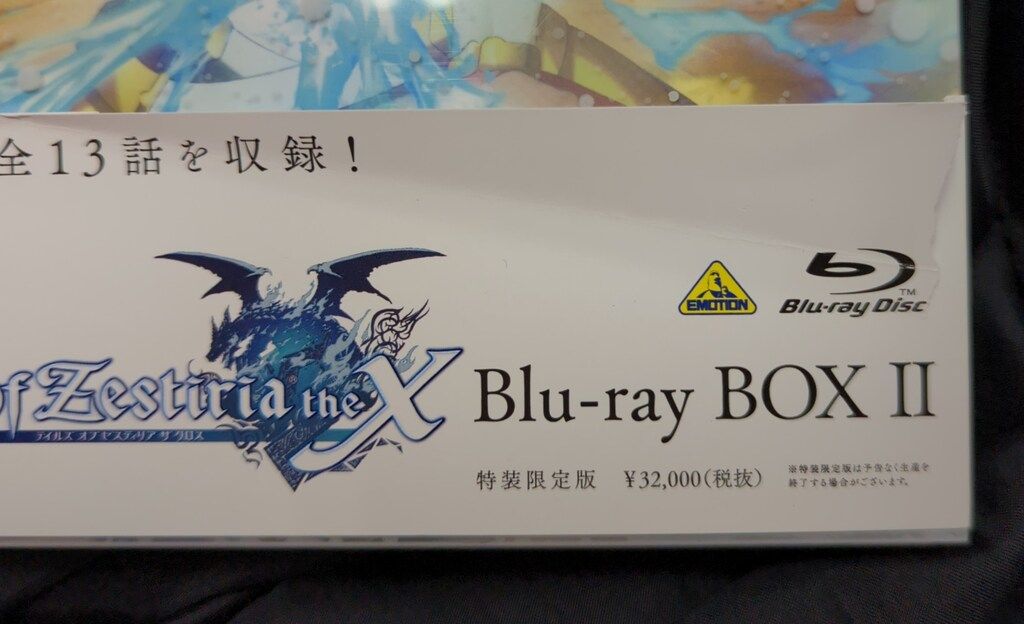 全13話を収録！
EMOTION
Blu-ray Disc™
of Zestiria the X
テイルズ オブ ゼスティリア ザ クロス
Blu-ray BOX II
特装限定版 ¥32,000(税抜)
※特装限定版は予告なく生産を
終了する場合がございます。